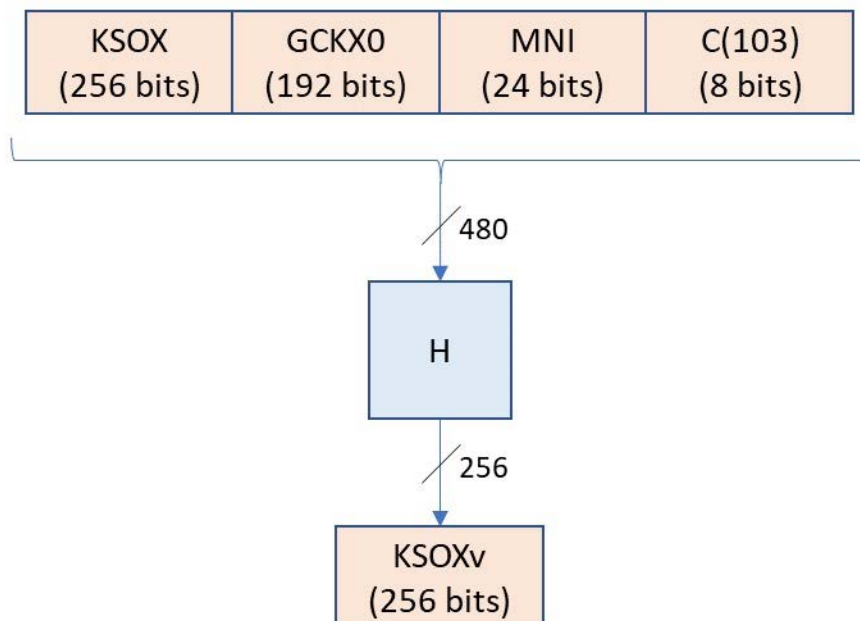 KSOX GCKX0 MNI C(103)
(256 bits) (192 bits) (24 bits) (8 bits)
480
H
256
KSOXv
(256 bits)